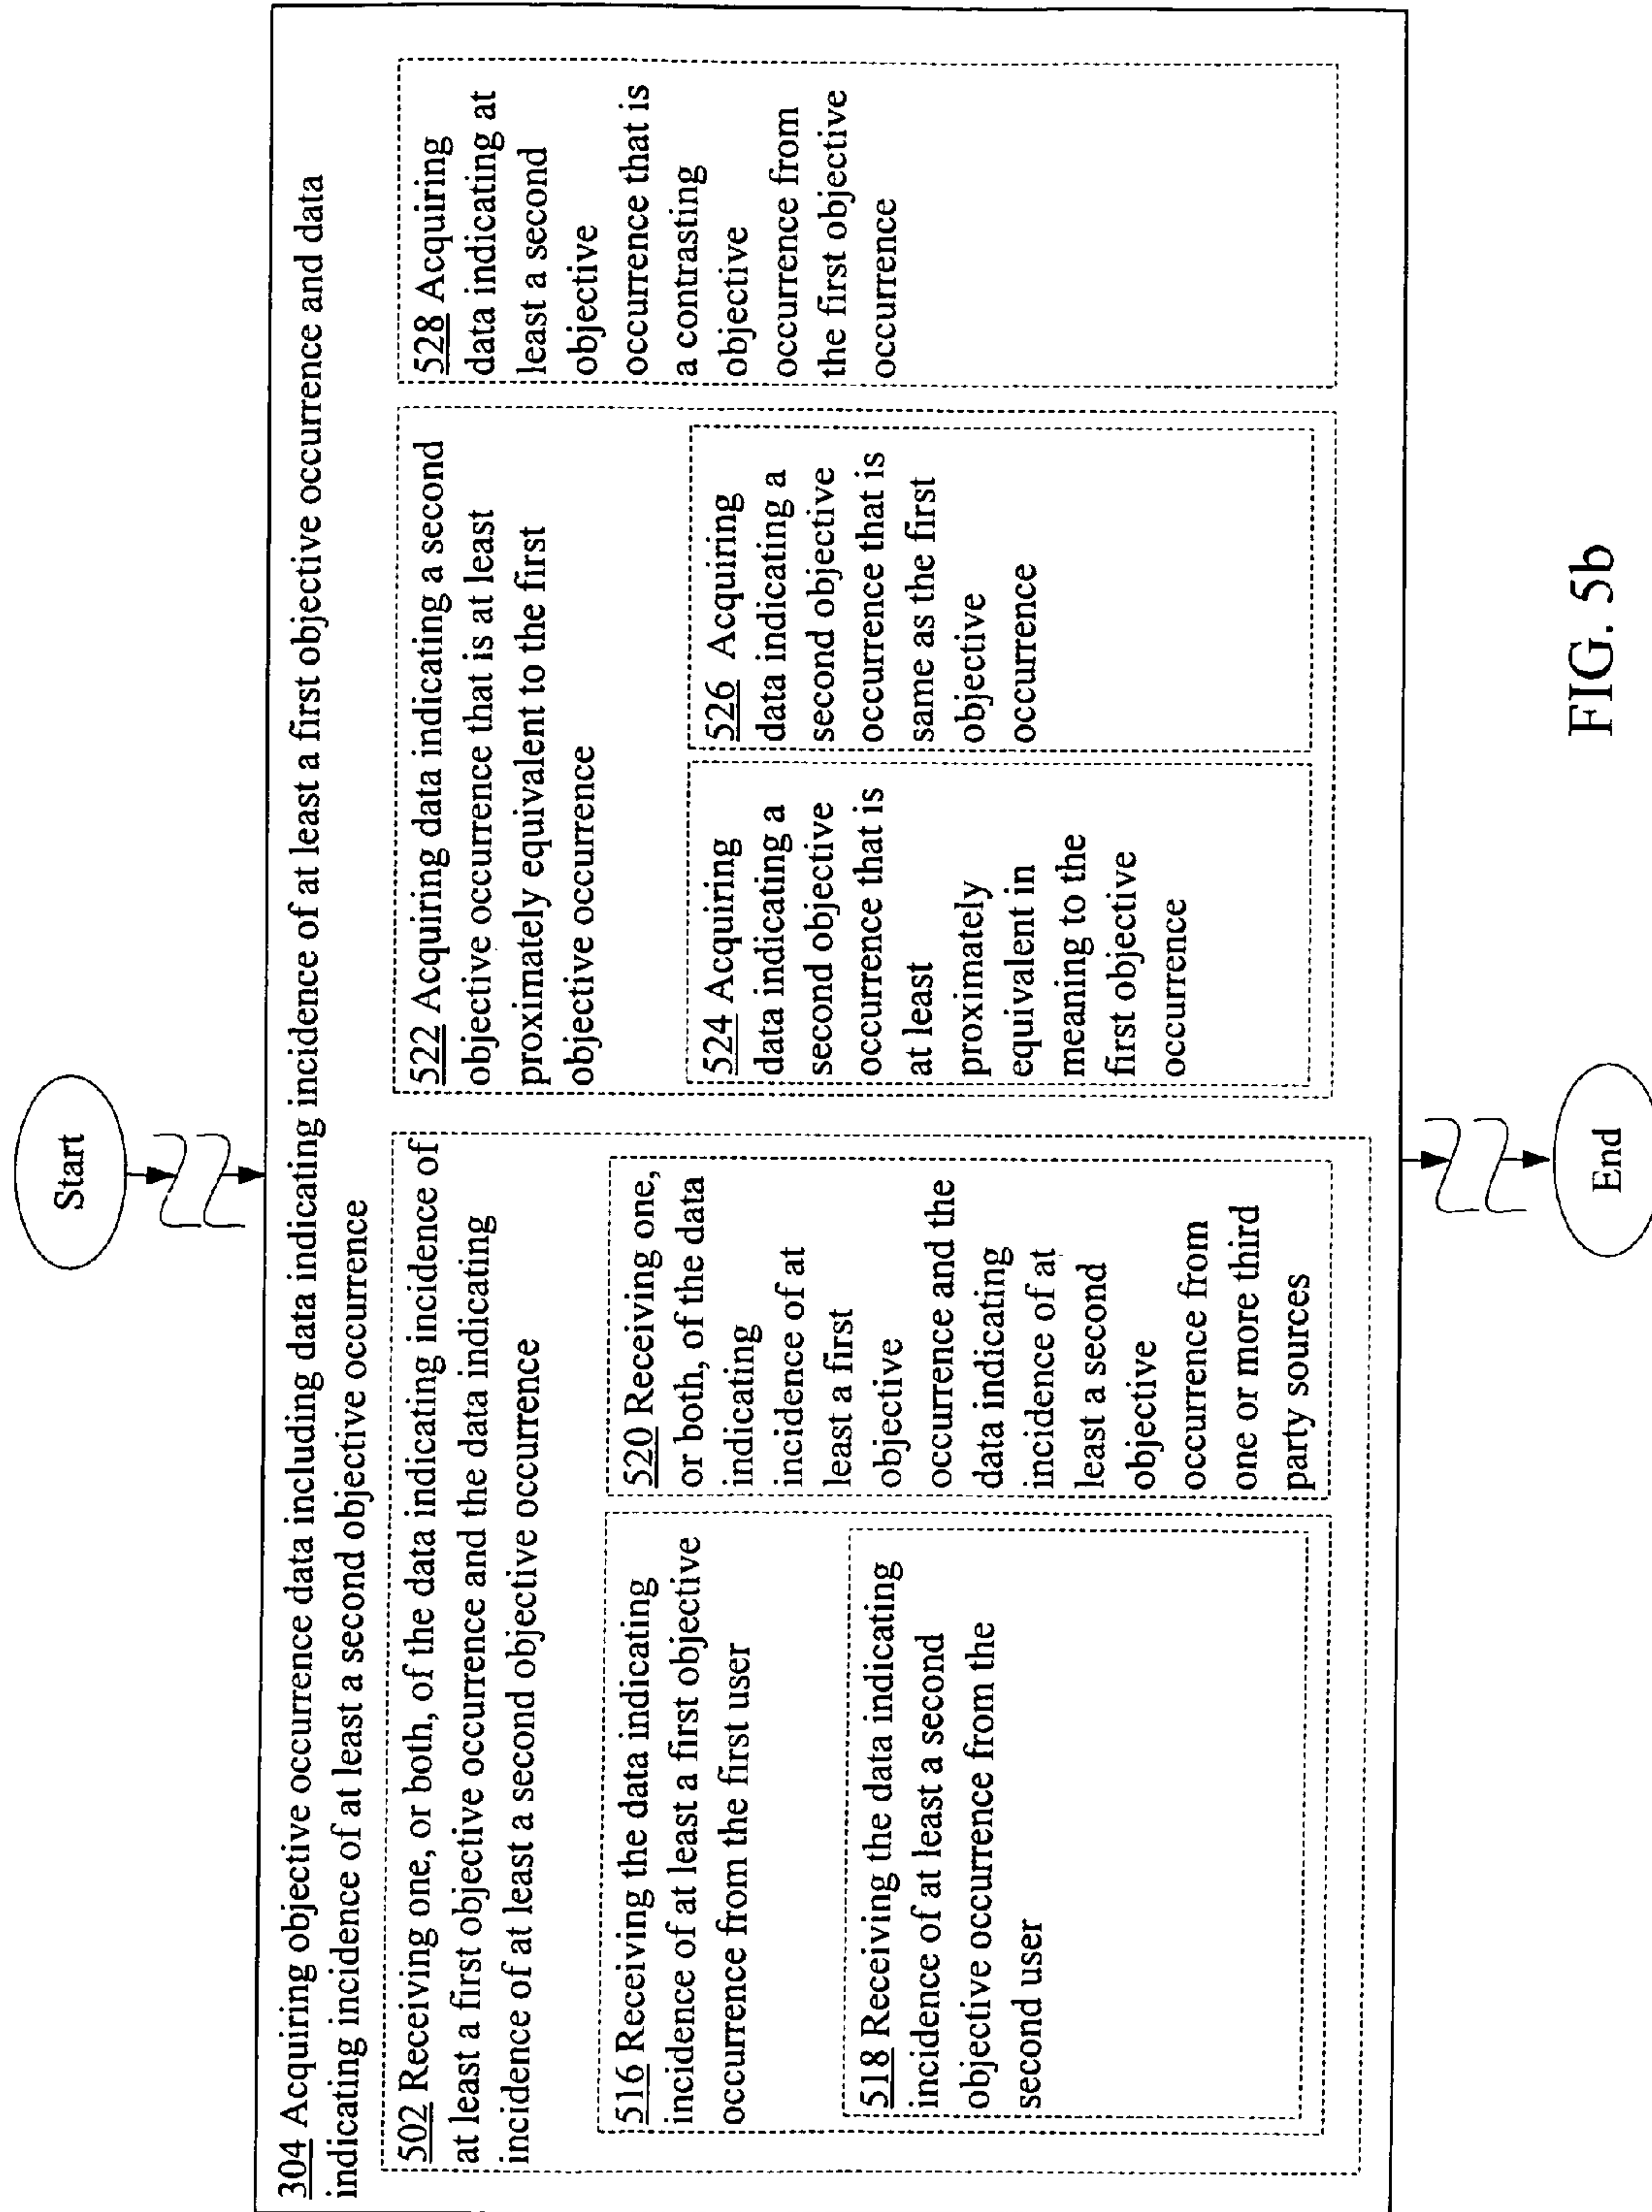 Start
304 Acquiring objective occurrence data including data indicating incidence of at least a first objective occurrence and data
indicating incidence of at least a second objective occurrence
502 Receiving one, or both, of the data indicating incidence of
at least a first objective occurrence and the data indicating
incidence of at least a second objective occurrence
516 Receiving the data indicating
incidence of at least a first objective
occurrence from the first user
518 Receiving the data indicating
incidence of at least a second
objective occurrence from the
second user
520 Receiving one,
or both, of the data
indicating
incidence of at
least a first
objective
occurrence and the
data indicating
incidence of at
least a second
objective
occurrence from
one or more third
party sources
522 Acquiring data indicating a second
objective occurrence that is at least
proximately equivalent to the first
objective occurrence
524 Acquiring
data indicating a
second objective
occurrence that is
at least
proximately
equivalent in
meaning to the
first objective
occurrence
526 Acquiring
data indicating a
second objective
occurrence that is
same as the first
objective
occurrence
528 Acquiring
data indicating at
least a second
objective
occurrence that is
a contrasting
objective
occurrence from
the first objective
occurrence
End
FIG. 5b